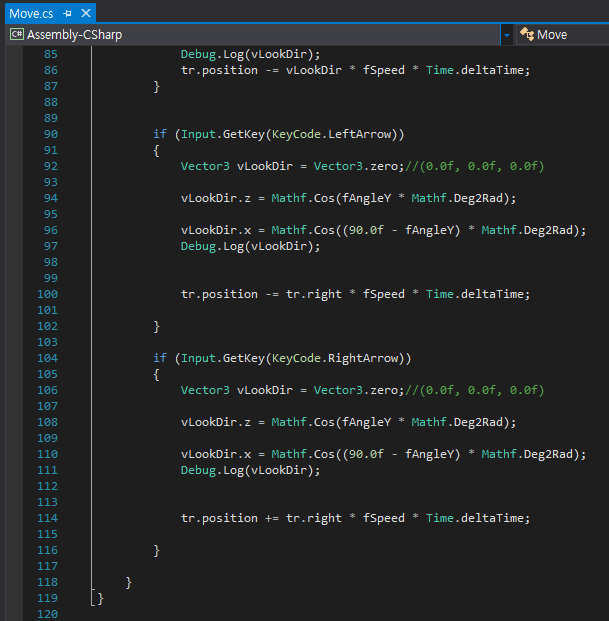 Move.cs
C# Assembly-CSharp Move
85 Debug.Log(vLookDir);
86 tr.position -= vLookDir * fSpeed * Time.deltaTime;
87 }
88
89
90 if (Input.GetKey(KeyCode.LeftArrow))
91 {
92 Vector3 vLookDir = Vector3.zero;//(0.0f, 0.0f, 0.0f)
93
94 vLookDir.z = Mathf.Cos(fAngleY * Mathf.Deg2Rad);
95
96 vLookDir.x = Mathf.Cos((90.0f - fAngleY) * Mathf.Deg2Rad);
97 Debug.Log(vLookDir);
98
99
100 tr.position -= tr.right * fSpeed * Time.deltaTime;
101
102 }
103
104 if (Input.GetKey(KeyCode.RightArrow))
105 {
106 Vector3 vLookDir = Vector3.zero;//(0.0f, 0.0f, 0.0f)
107
108 vLookDir.z = Mathf.Cos(fAngleY * Mathf.Deg2Rad);
109
110 vLookDir.x = Mathf.Cos((90.0f - fAngleY) * Mathf.Deg2Rad);
111 Debug.Log(vLookDir);
112
113
114 tr.position += tr.right * fSpeed * Time.deltaTime;
115
116 }
117
118 }
119 }
120